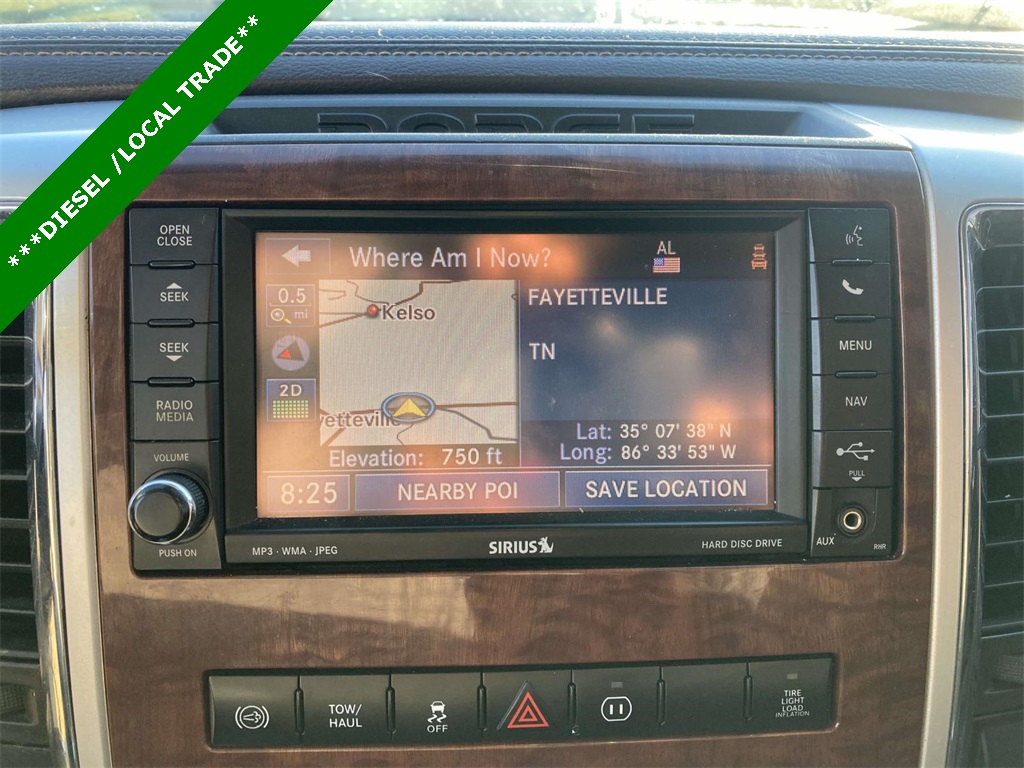 ***DIESEL /LOCAL TRADE**
DODGE
OPEN
CLOSE
SEEK
SEEK
RADIO
MEDIA
VOLUME
PUSH ON
Where Am I Now?
AL
0.5
mi
2D
Kelso
etteville
Elevation: 750 ft
FAYETTEVILLE
TN
Lat: 35° 07' 38" N
Long: 86° 33' 53" W
8:25
NEARBY POI
SAVE LOCATION
MP3 · WMA · JPEG
SIRIUS
HARD DISC DRIVE
MENU
NAV
PULL
AUX
RHR
TOW/
HAUL
OFF
TIRE
LIGHT
LOAD
INFLATION